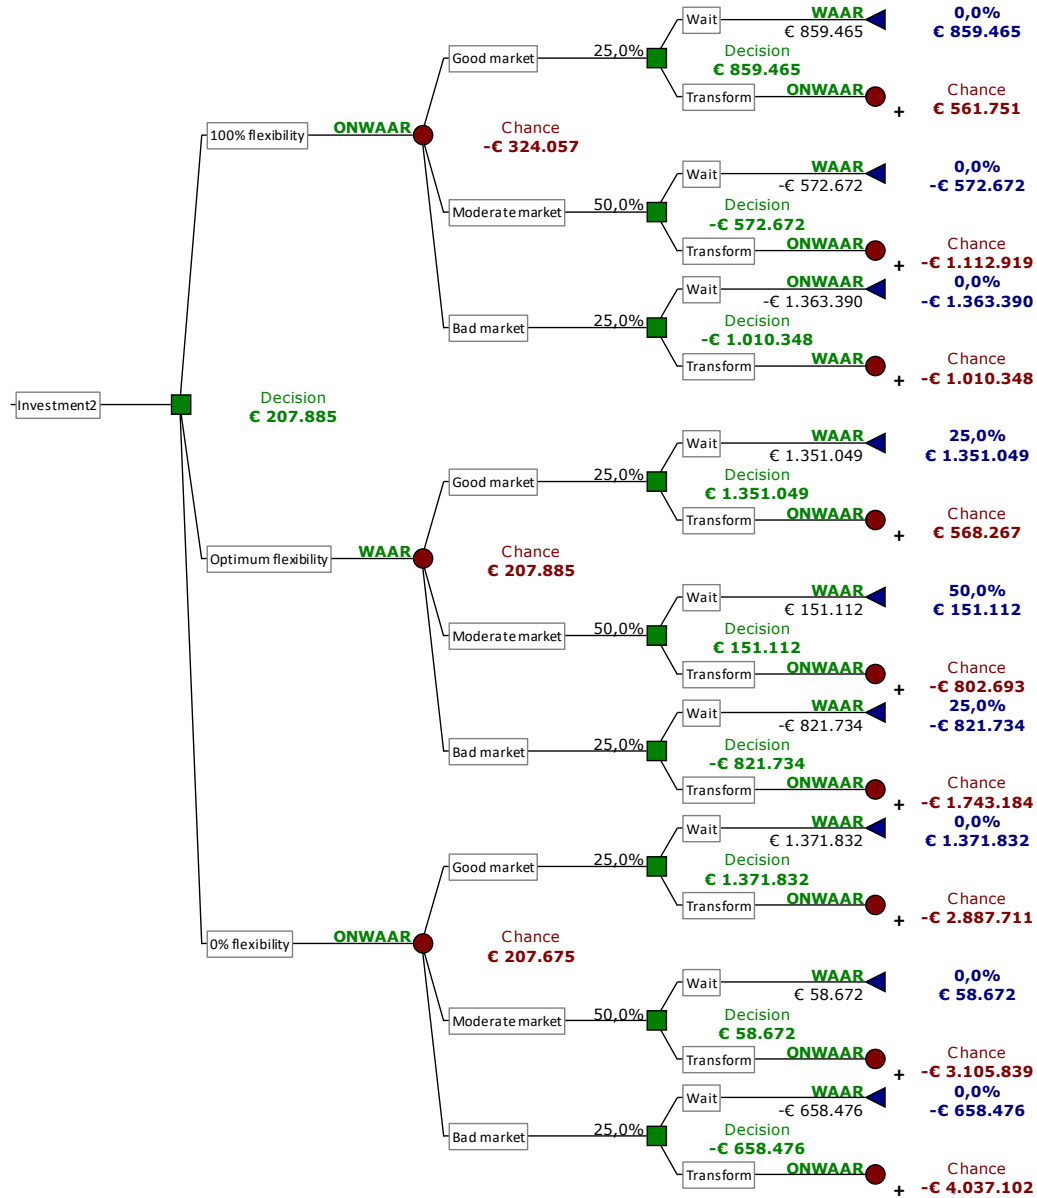 Wait
WAAR
€ 859.465
0,0%
€ 859.465
Good market
25,0%
Decision
€ 859.465
Transform
ONWAAR
+
Chance
€ 561.751
100% flexibility
ONWAAR
Chance
-€ 324.057
Wait
WAAR
-€ 572.672
0,0%
-€ 572.672
Moderate market
50,0%
Decision
-€ 572.672
Transform
ONWAAR
+
Chance
-€ 1.112.919
Wait
ONWAAR
-€ 1.363.390
0,0%
-€ 1.363.390
Bad market
25,0%
Decision
-€ 1.010.348
Transform
WAAR
+
Chance
-€ 1.010.348
Investment2
Decision
€ 207.885
Wait
WAAR
€ 1.351.049
25,0%
€ 1.351.049
Good market
25,0%
Decision
€ 1.351.049
Transform
ONWAAR
+
Chance
€ 568.267
Optimum flexibility
WAAR
Chance
€ 207.885
Wait
WAAR
€ 151.112
50,0%
€ 151.112
Moderate market
50,0%
Decision
€ 151.112
Transform
ONWAAR
+
Chance
-€ 802.693
Wait
WAAR
-€ 821.734
25,0%
-€ 821.734
Bad market
25,0%
Decision
-€ 821.734
Transform
ONWAAR
+
Chance
-€ 1.743.184
Wait
WAAR
€ 1.371.832
0,0%
€ 1.371.832
Good market
25,0%
Decision
€ 1.371.832
Transform
ONWAAR
+
Chance
-€ 2.887.711
0% flexibility
ONWAAR
Chance
€ 207.675
Wait
WAAR
€ 58.672
0,0%
€ 58.672
Moderate market
50,0%
Decision
€ 58.672
Transform
ONWAAR
+
Chance
-€ 3.105.839
Wait
WAAR
-€ 658.476
0,0%
-€ 658.476
Bad market
25,0%
Decision
-€ 658.476
Transform
ONWAAR
+
Chance
-€ 4.037.102